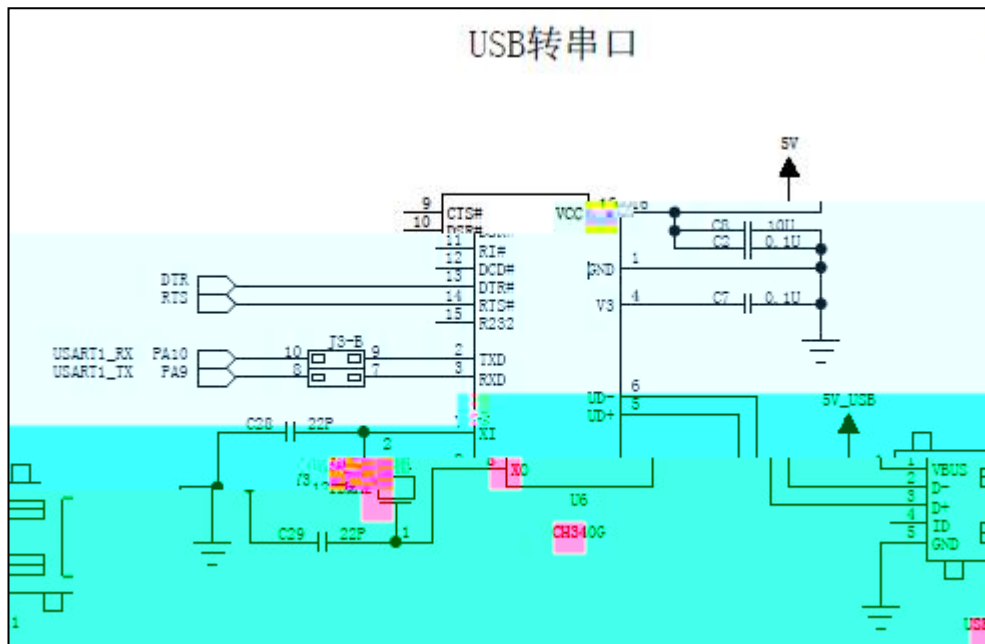 USB转串口
5V
9 CTS# VCC
10
C8 10U
C2 0.1U
11 RI#
12 DCD# GND 1
DTR 13 DTR#
RTS 14 RTS# V3 4 C7 0.1U
15 R232
J3-B
USART1_RX PA10 10 9 2 TXD
USART1_TX PA9 8 7 3 RXD
UD- 6
UD+ 5
5V_USB
C28 22P XI
2
XO
1 VBUS
2 D-
3 D+
4 ID
5 GND
U6
CH340G
C29 22P 1
1